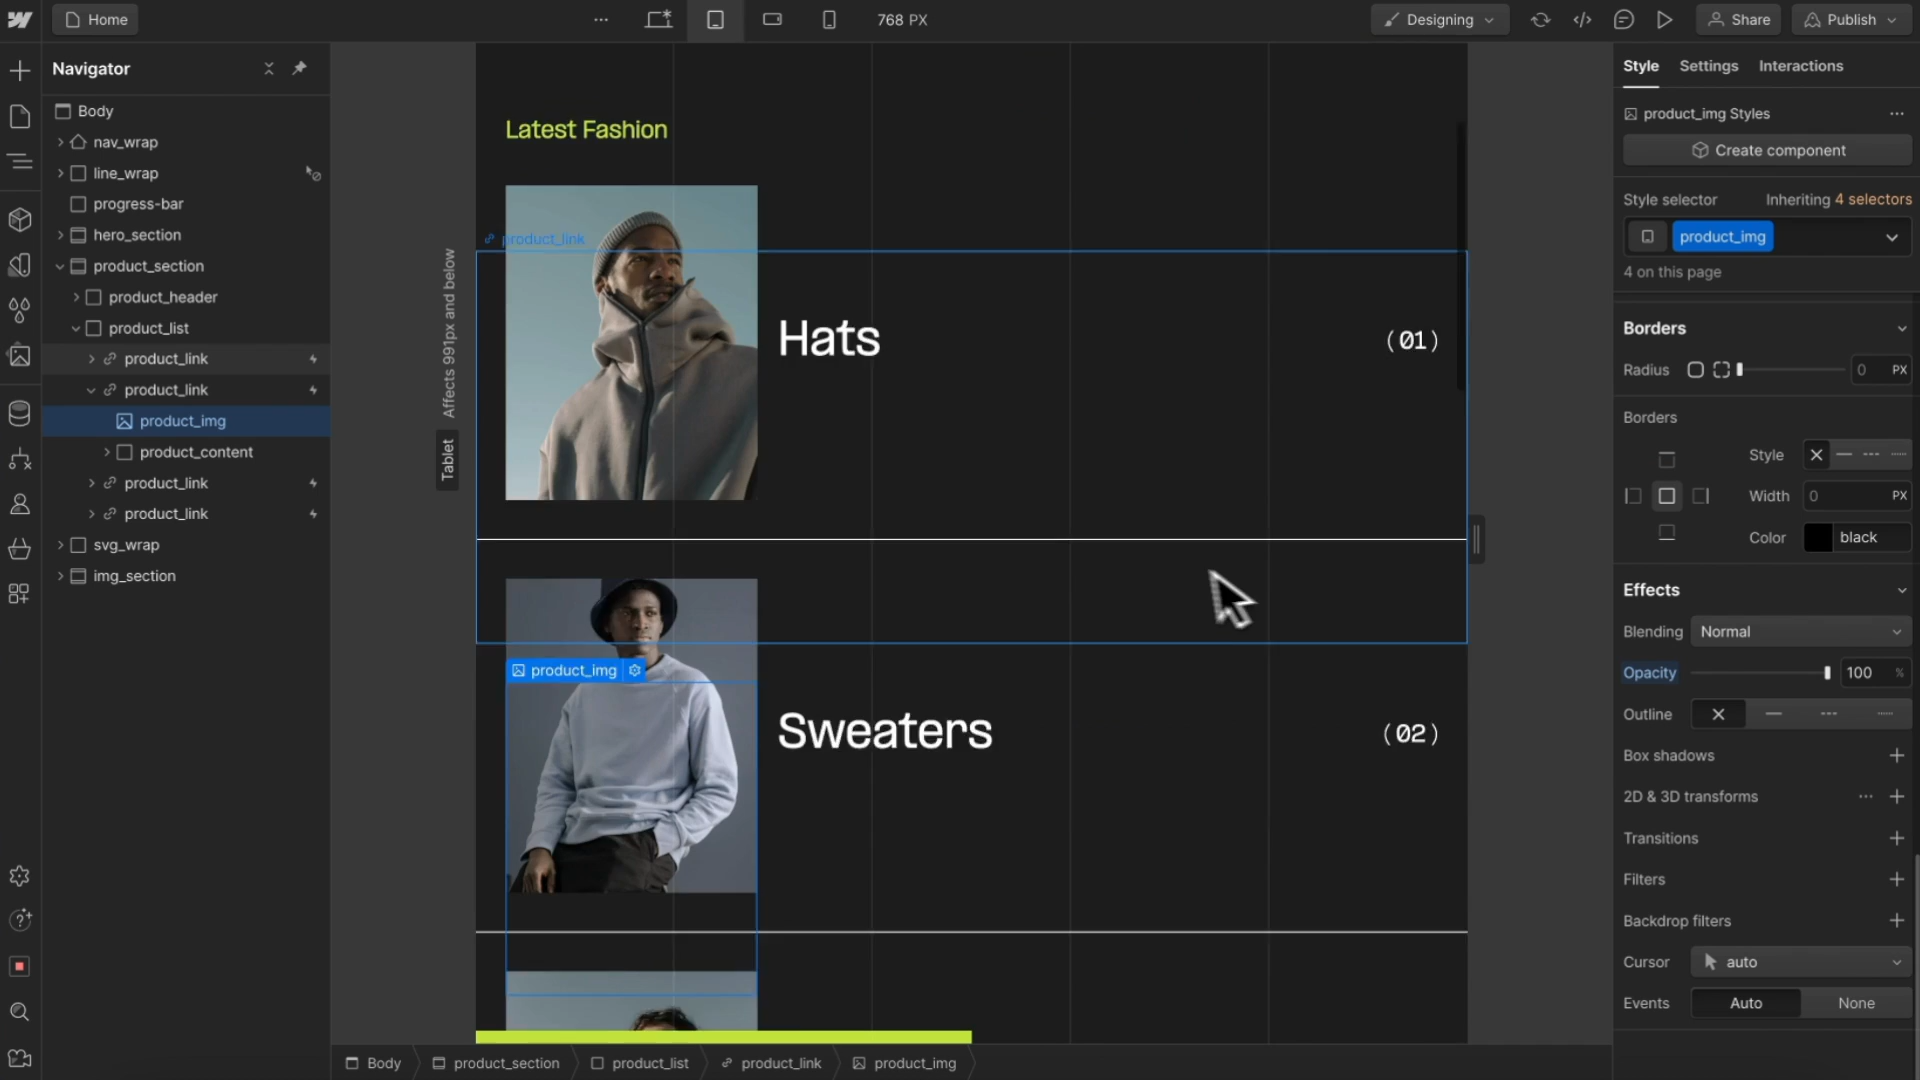 Home
768 PX
Designing
Share
Publish
Navigator
Body
nav_wrap
line_wrap
progress-bar
hero_section
product_section
product_header
product_list
product_link
product_link
product_img
product_content
product_link
product_link
svg_wrap
img_section
Affects 991px and below
Tablet
Latest Fashion
product_link
Hats
(01)
product_img
Sweaters
(02)
Body
product_section
product_list
product_link
product_img
Style
Settings
Interactions
product_img Styles
Create component
Style selector
Inheriting 4 selectors
product_img
4 on this page
Borders
Radius
0
PX
Borders
Style
Width
0
PX
Color
black
Effects
Blending
Normal
Opacity
100
%
Outline
Box shadows
2D & 3D transforms
Transitions
Filters
Backdrop filters
Cursor
auto
Events
Auto
None